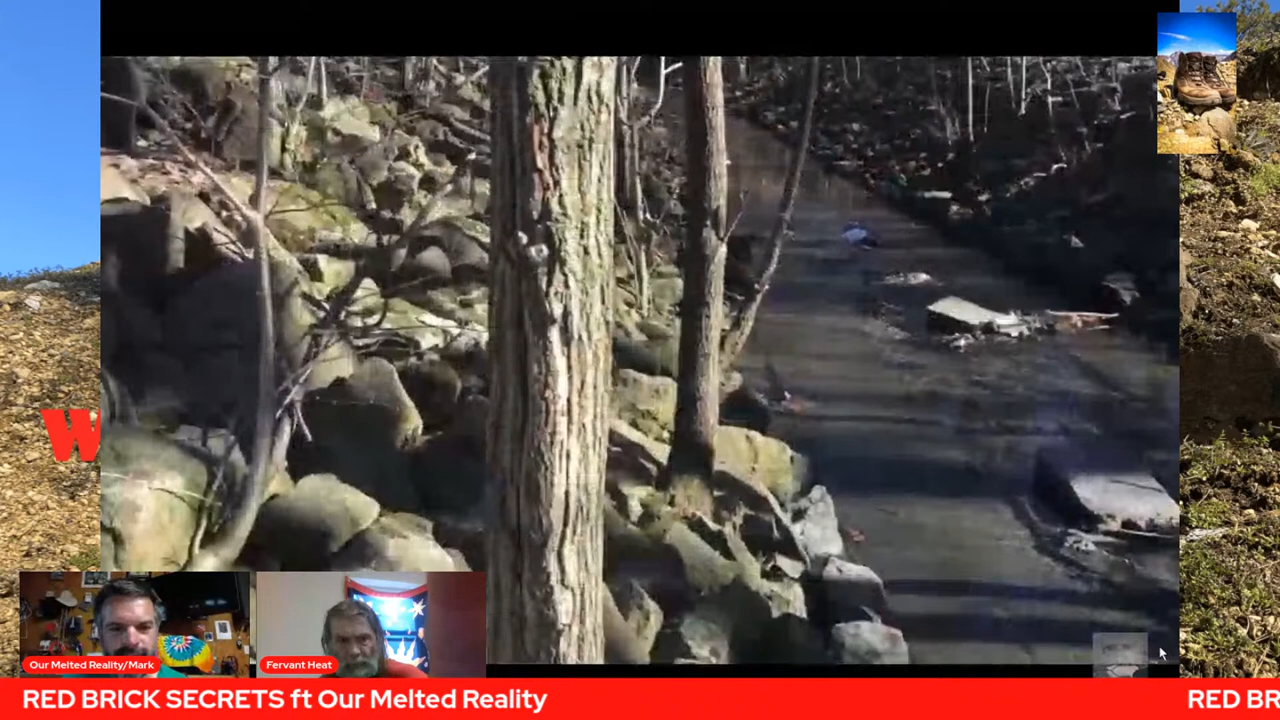 W
Our Melted Reality/Mark
Fervant Heat
RED BRICK SECRETS ft Our Melted Reality
RED BR